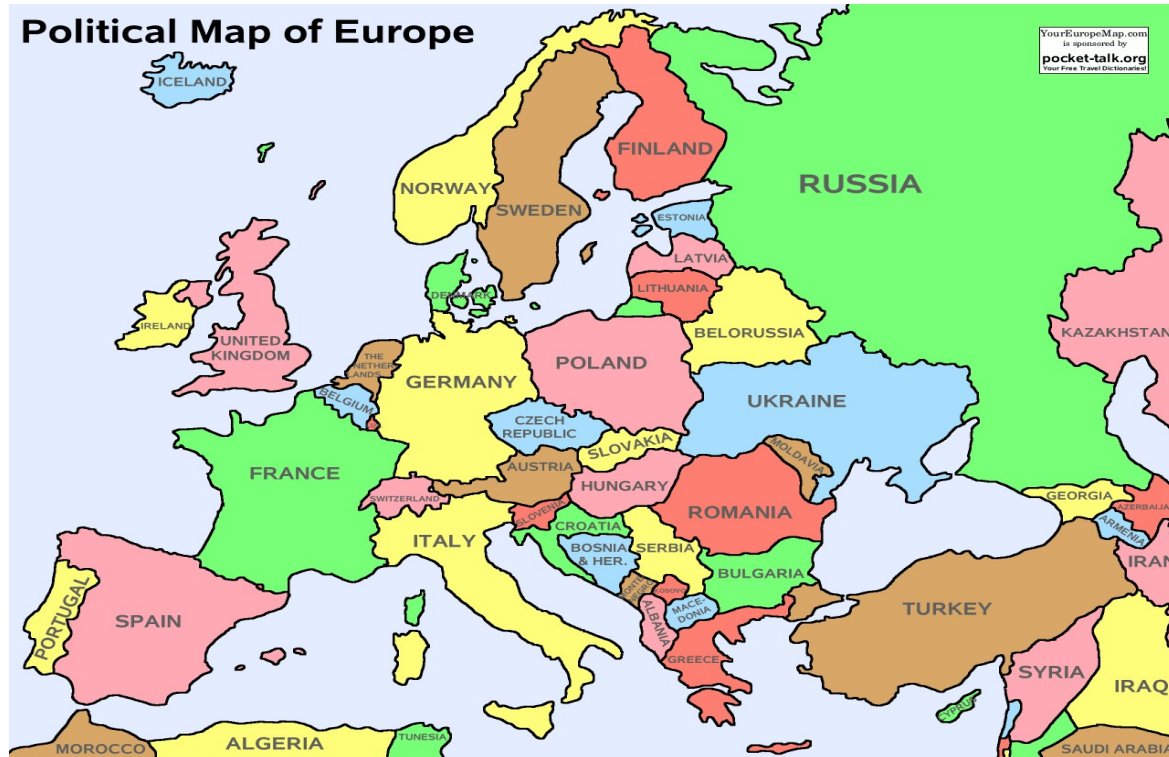 Political Map of Europe
YourEuropeMap.com
is sponsored by
pocket-talk.org
Your Free Travel Dictionaries!
ICELAND
NORWAY
SWEDEN
FINLAND
RUSSIA
ESTONIA
LATVIA
LITHUANIA
DENMARK
IRELAND
UNITED
KINGDOM
THE
NETHER
LANDS
BELGIUM
GERMANY
POLAND
BELORUSSIA
KAZAKHSTAN
UKRAINE
CZECH
REPUBLIC
SLOVAKIA
MOLDAVIA
FRANCE
SWITZERLAND
AUSTRIA
HUNGARY
ROMANIA
SLOVENIA
CROATIA
ITALY
BOSNIA
& HER.
SERBIA
MONTE
NEGRO
KOSOVO
BULGARIA
MACE-
DONIA
ALBANIA
GREECE
GEORGIA
AZERBAIJA
ARMENIA
IRAN
TURKEY
PORTUGAL
SPAIN
SYRIA
IRAQ
CYPRUS
MOROCCO
ALGERIA
TUNESIA
SAUDI ARABIA